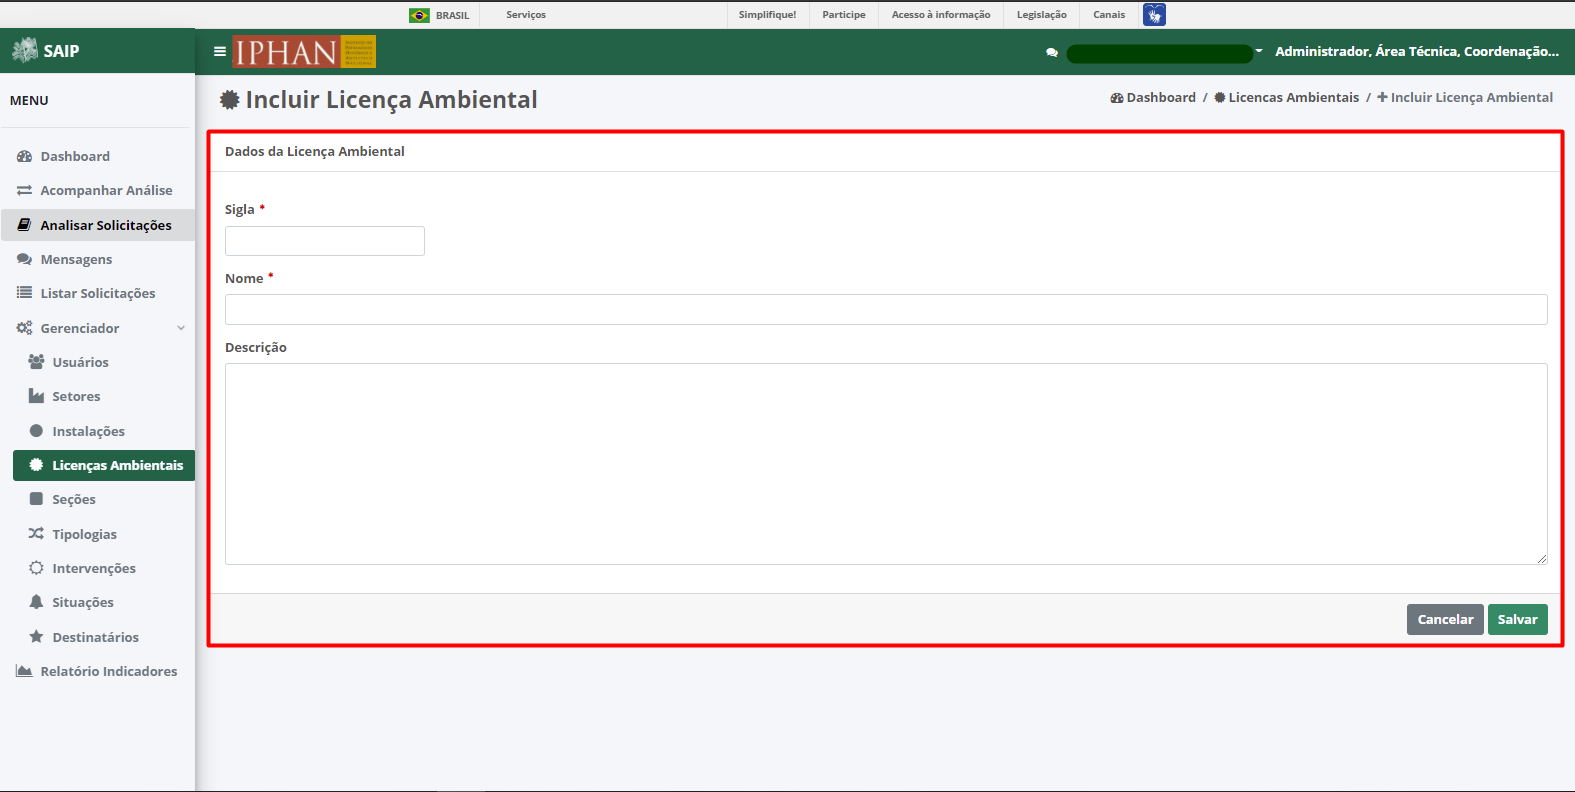 BRASIL Serviços Simplifique! Participe Acesso à informação Legislação Canais
SAIP
IPHAN
Administrador, Área Técnica, Coordenação...
MENU
Dashboard
Acompanhar Análise
Analisar Solicitações
Mensagens
Listar Solicitações
Gerenciador
Usuários
Setores
Instalações
Licenças Ambientais
Seções
Tipologias
Intervenções
Situações
Destinatários
Relatório Indicadores
Incluir Licença Ambiental
Dashboard / Licencas Ambientais / Incluir Licença Ambiental
Dados da Licença Ambiental
Sigla *
Nome *
Descrição
Cancelar Salvar